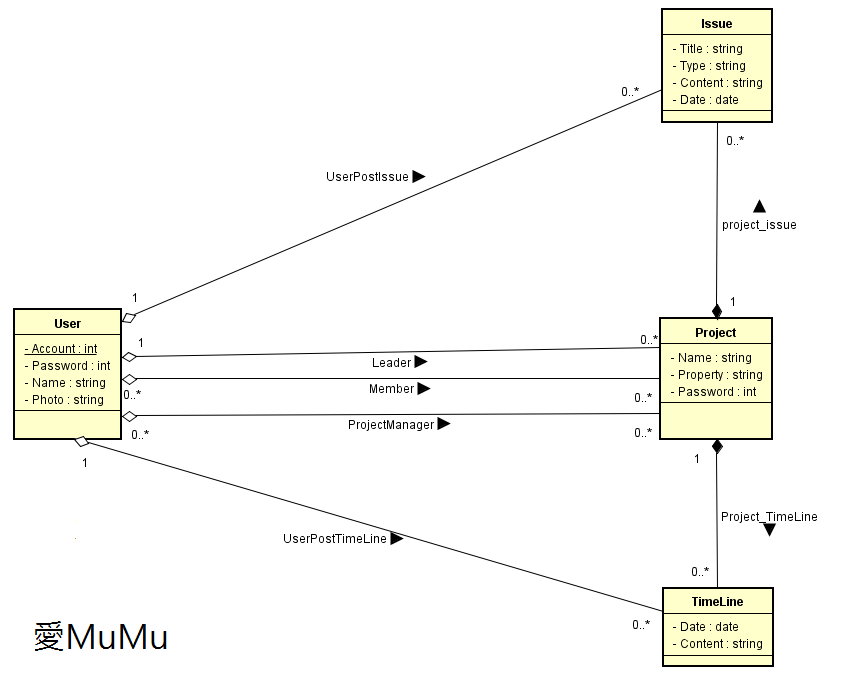 Issue
- Title : string
- Type : string
- Content : string
- Date : date
0..*
0..*
UserPostIssue
project_issue
1
1
User
- Account : int
- Password : int
- Name : string
- Photo : string
1
0..*
Leader
Member
0..*
0..*
ProjectManager
0..*
0..*
Project
- Name : string
- Property : string
- Password : int
1
1
Project_TimeLine
UserPostTimeLine
0..*
0..*
TimeLine
- Date : date
- Content : string
愛MuMu